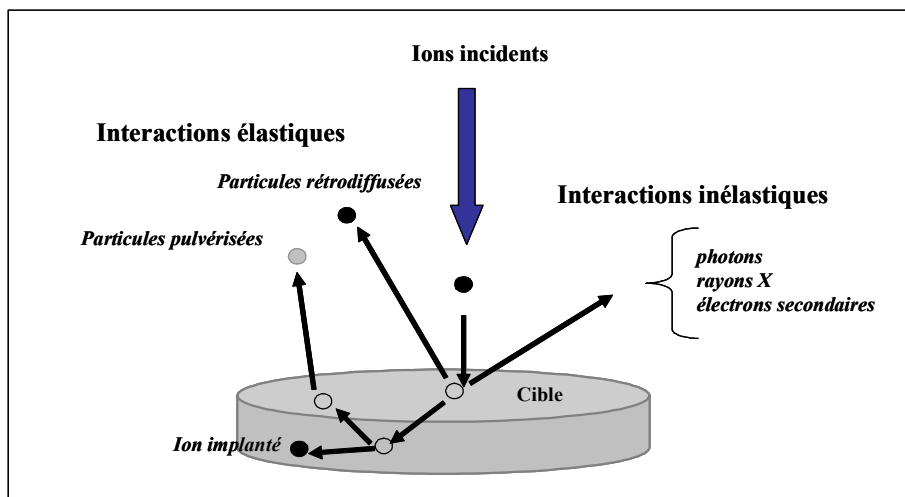 Ions incidents
Interactions élastiques
Particules rétrodiffusées
Interactions inélastiques
Particules pulvérisées
photons
rayons X
électrons secondaires
Cible
Ion implanté